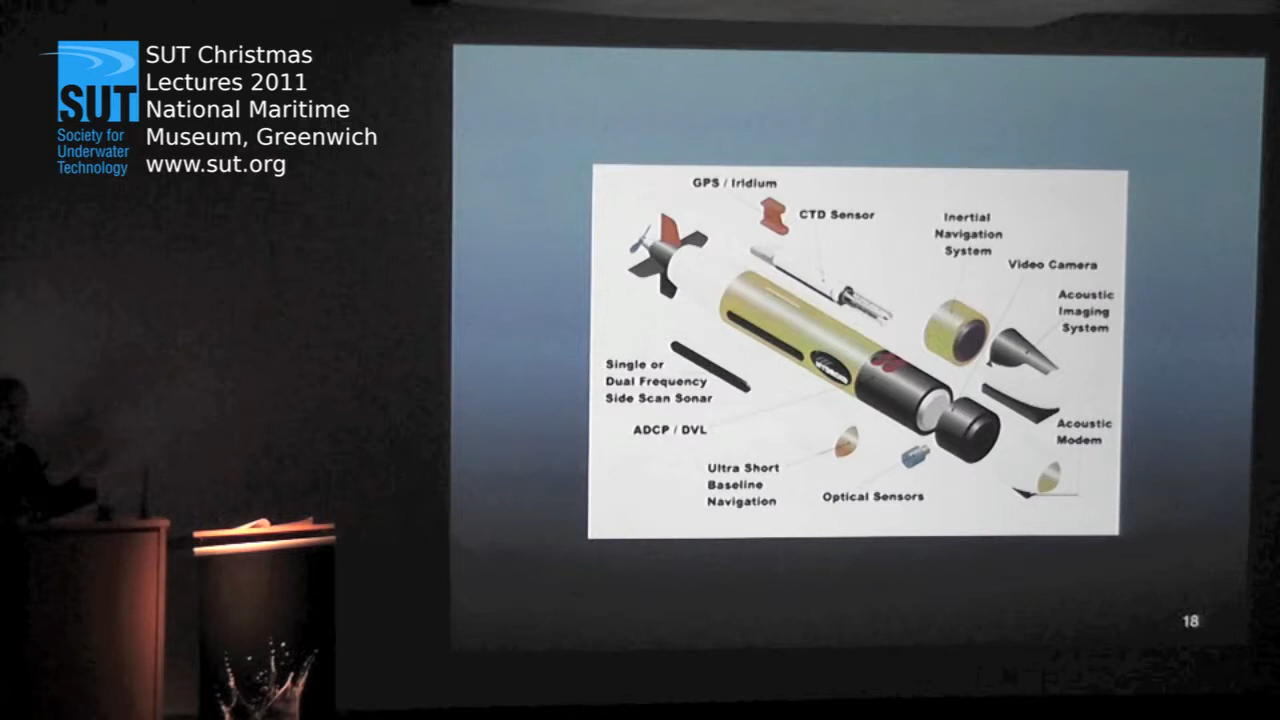 SUT Christmas
Lectures 2011
National Maritime
Museum, Greenwich
www.sut.org
SUT
Society for
Underwater
Technology
GPS / Iridium
CTD Sensor
Inertial
Navigation
System
Video Camera
Acoustic
Imaging
System
Single or
Dual Frequency
Side Scan Sonar
ADCP / DVL
Acoustic
Modem
Ultra Short
Baseline
Navigation
Optical Sensors
18